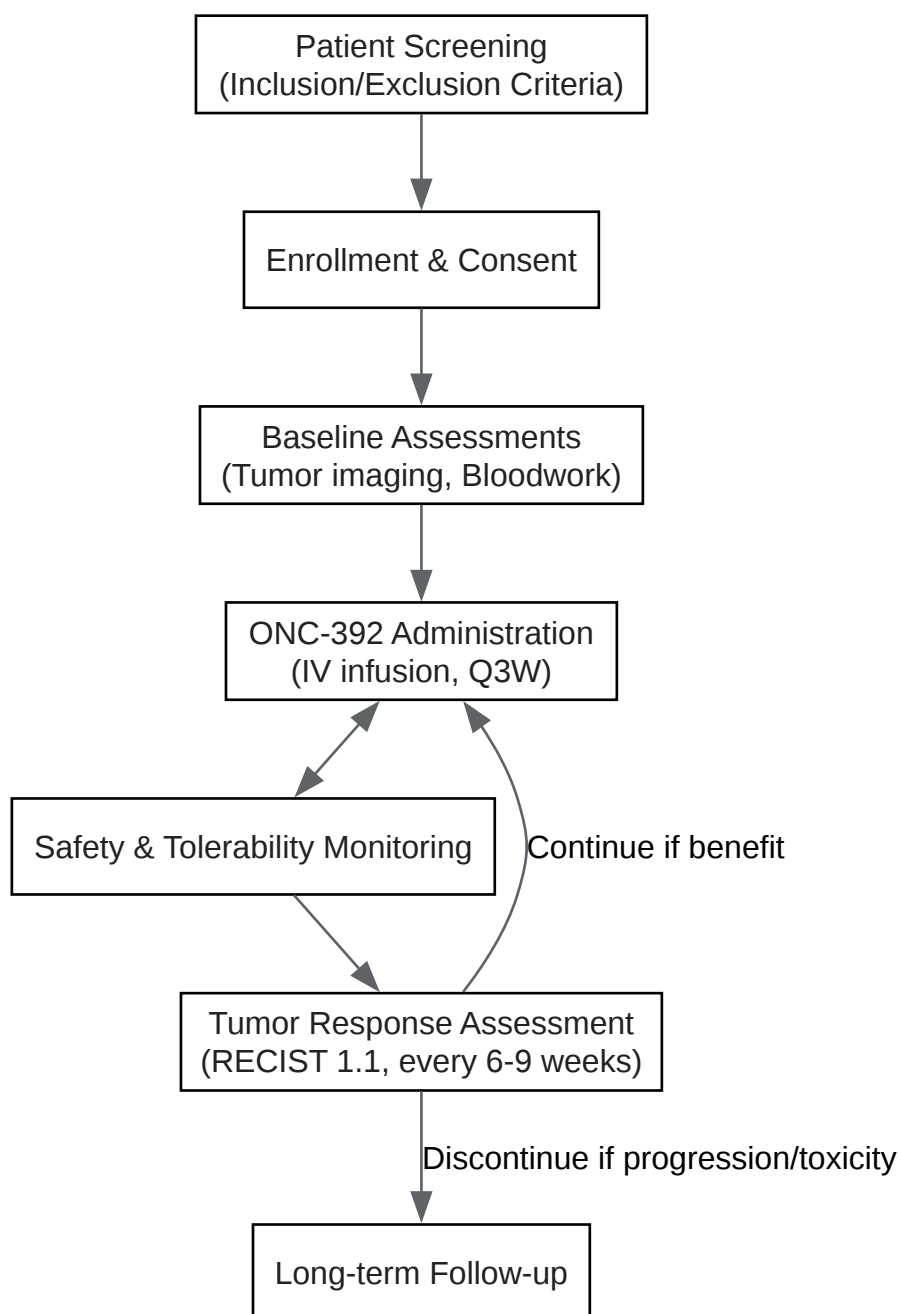 Patient Screening
(Inclusion/Exclusion Criteria)
Enrollment & Consent
Baseline Assessments
(Tumor imaging, Bloodwork)
ONC-392 Administration
(IV infusion, Q3W)
Safety & Tolerability Monitoring
Continue if benefit
Tumor Response Assessment
(RECIST 1.1, every 6-9 weeks)
Discontinue if progression/toxicity
Long-term Follow-up